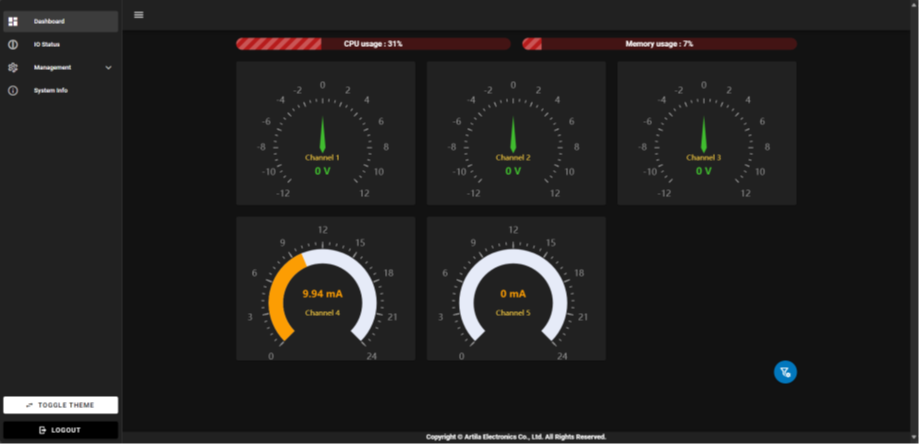 Dashboard
IO Status
Management
System Info
CPU usage : 31%
Memory usage : 7%
-12 -10 -8 -6 -4 -2 0 2 4 6 8 10 12
Channel 1
0 V
-12 -10 -8 -6 -4 -2 0 2 4 6 8 10 12
Channel 2
0 V
-12 -10 -8 -6 -4 -2 0 2 4 6 8 10 12
Channel 3
0 V
0 3 6 9 12 15 18 21 24
9.94 mA
Channel 4
0 3 6 9 12 15 18 21 24
0 mA
Channel 5
TOGGLE THEME
LOGOUT
Copyright © Artila Electronics Co., Ltd. All Rights Reserved.